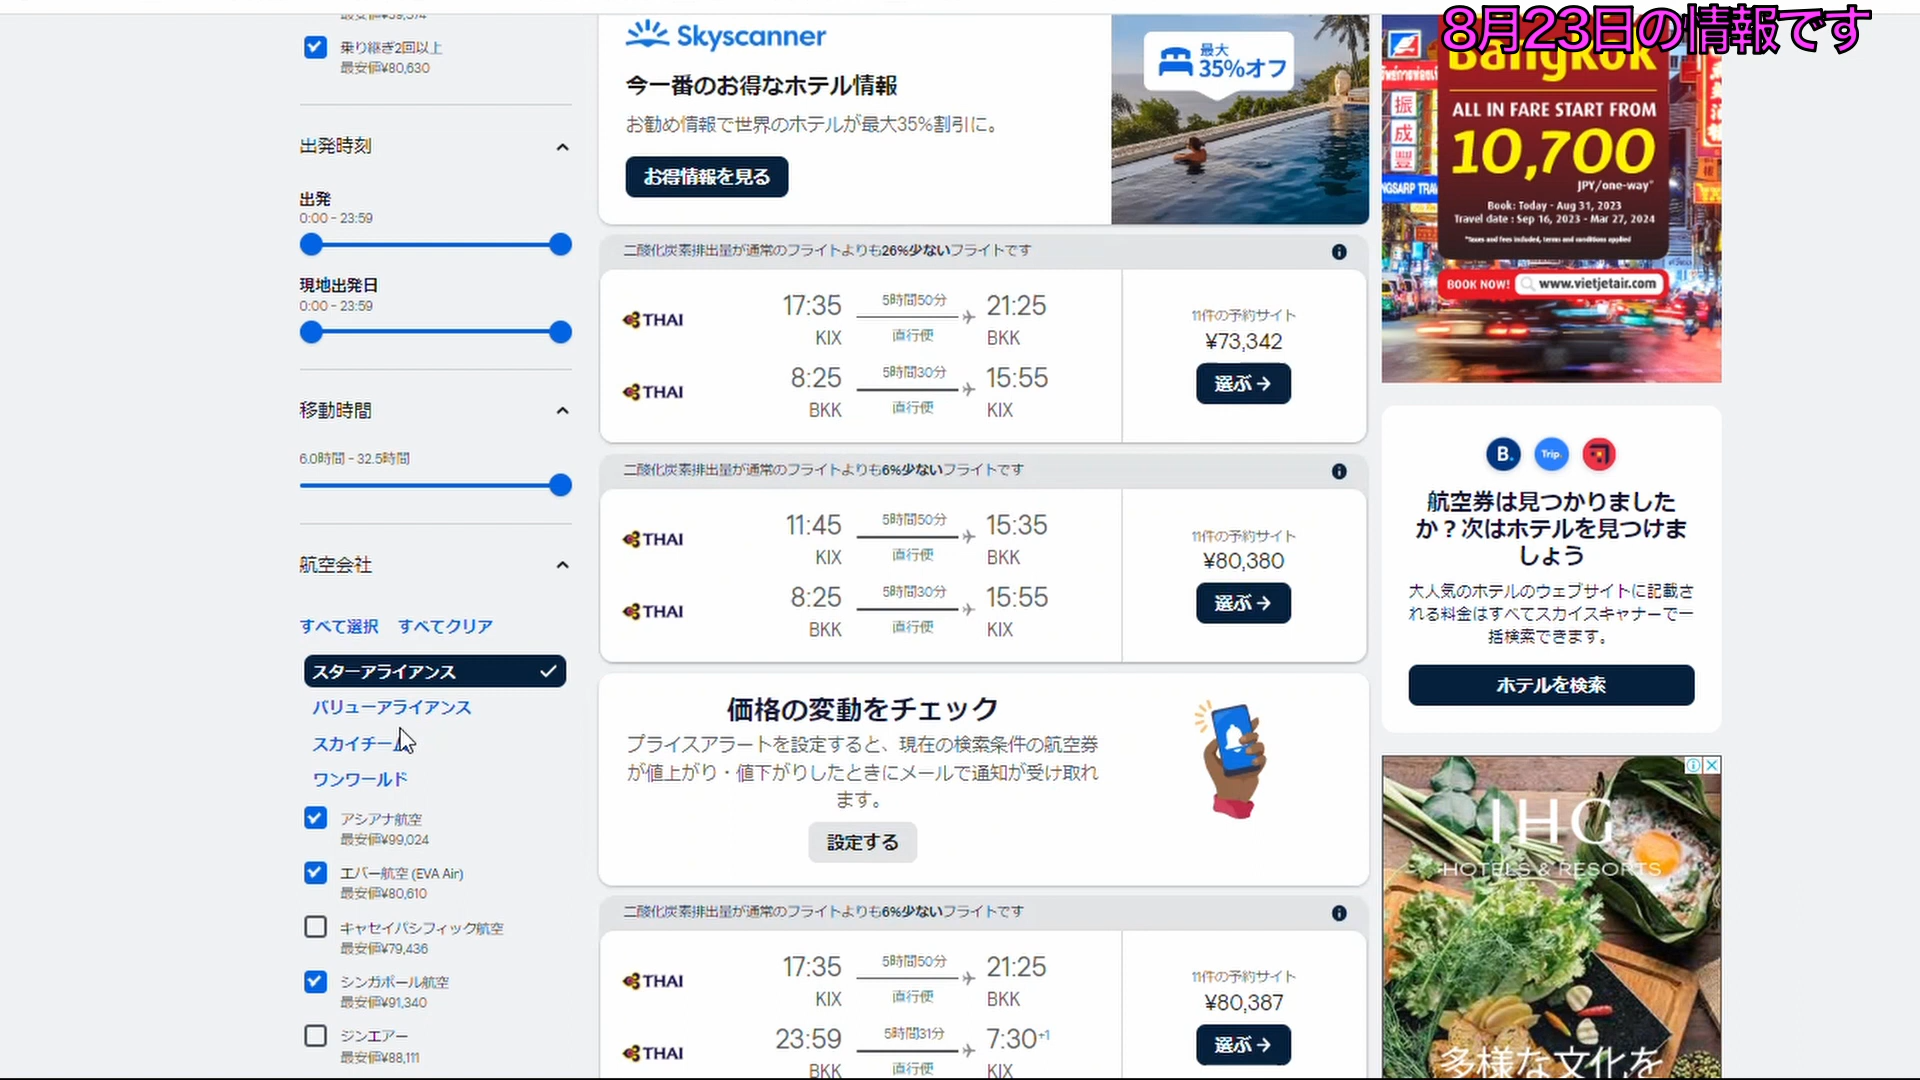 8月23日の情報です
乗り継ぎ2回以上
最安値¥80,630
出発時刻
出発
0:00 - 23:59
現地出発日
0:00 - 23:59
移動時間
6.0時間 - 32.5時間
航空会社
すべて選択 すべてクリア
スターアライアンス
バリューアライアンス
スカイチーム
ワンワールド
アシアナ航空
最安値¥99,024
エバー航空 (EVA Air)
最安値¥80,610
キャセイパシフィック航空
最安値¥79,436
シンガポール航空
最安値¥91,340
ジンエアー
最安値¥88,111
Skyscanner
今一番のお得なホテル情報
お勧め情報で世界のホテルが最大35%割引に。
お得情報を見る
最大
35%オフ
二酸化炭素排出量が通常のフライトよりも26%少ないフライトです
THAI 17:35 5時間50分 21:25
KIX 直行便 BKK
THAI 8:25 5時間30分 15:55
BKK 直行便 KIX
11件の予約サイト
¥73,342
選ぶ→
二酸化炭素排出量が通常のフライトよりも6%少ないフライトです
THAI 11:45 5時間50分 15:35
KIX 直行便 BKK
THAI 8:25 5時間30分 15:55
BKK 直行便 KIX
11件の予約サイト
¥80,380
選ぶ→
価格の変動をチェック
プライスアラートを設定すると、現在の検索条件の航空券
が値上がり・値下がりしたときにメールで通知が受け取れ
ます。
設定する
二酸化炭素排出量が通常のフライトよりも6%少ないフライトです
THAI 17:35 5時間50分 21:25
KIX 直行便 BKK
THAI 23:59 5時間31分 7:30+1
BKK 直行便 KIX
11件の予約サイト
¥80,387
選ぶ→
Bangkok
ALL IN FARE START FROM
10,700
JPY/one-way*
Book: Today - Aug 31, 2023
Travel date : Sep 16, 2023 - Mar 27, 2024
*Taxes and fees included, terms and conditions applied
BOOK NOW! www.vietjetair.com
振
成
豐
B. Trip.
航空券は見つかりました
か？次はホテルを見つけま
しょう
大人気のホテルのウェブサイトに記載さ
れる料金はすべてスカイスキャナーで一
括検索できます。
ホテルを検索
IHG
HOTELS & RESORTS
多様な文化を